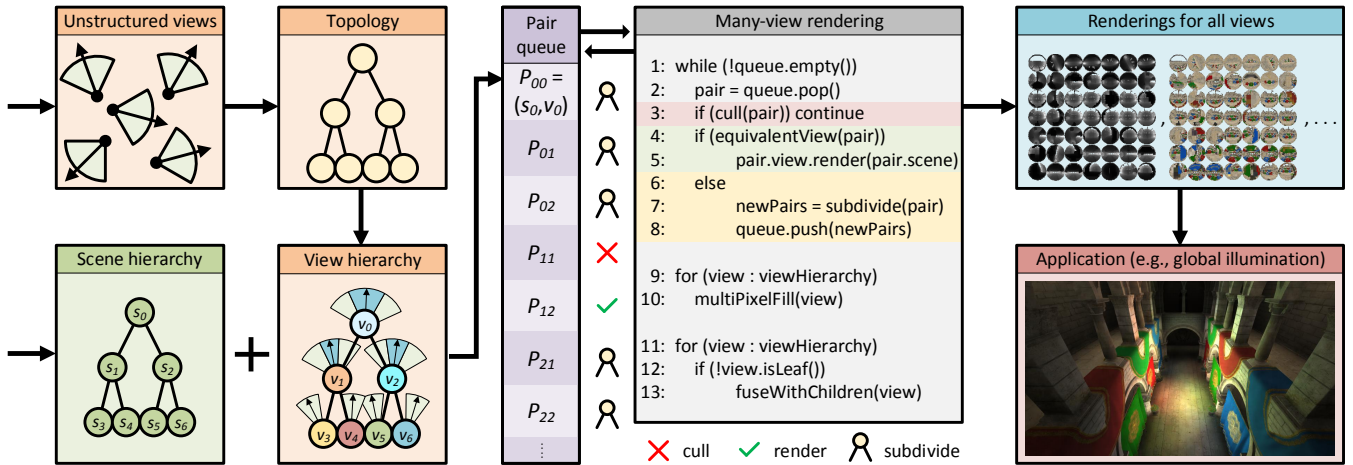 Unstructured views
Topology
Scene hierarchy
s0
s1
s2
s3
s4
s5
s6
+
View hierarchy
v0
v1
v2
v3
v4
v5
v6
Pair
queue
P00 =
(s0,v0)
P01
P02
P11
P12
P21
P22
⋮
Many-view rendering
1: while (!queue.empty())
2: pair = queue.pop()
3: if (cull(pair)) continue
4: if (equivalentView(pair))
5: pair.view.render(pair.scene)
6: else
7: newPairs = subdivide(pair)
8: queue.push(newPairs)
9: for (view : viewHierarchy)
10: multiPixelFill(view)
11: for (view : viewHierarchy)
12: if (!view.isLeaf())
13: fuseWithChildren(view)
cull
render
subdivide
Renderings for all views
, , ...
Application (e.g., global illumination)